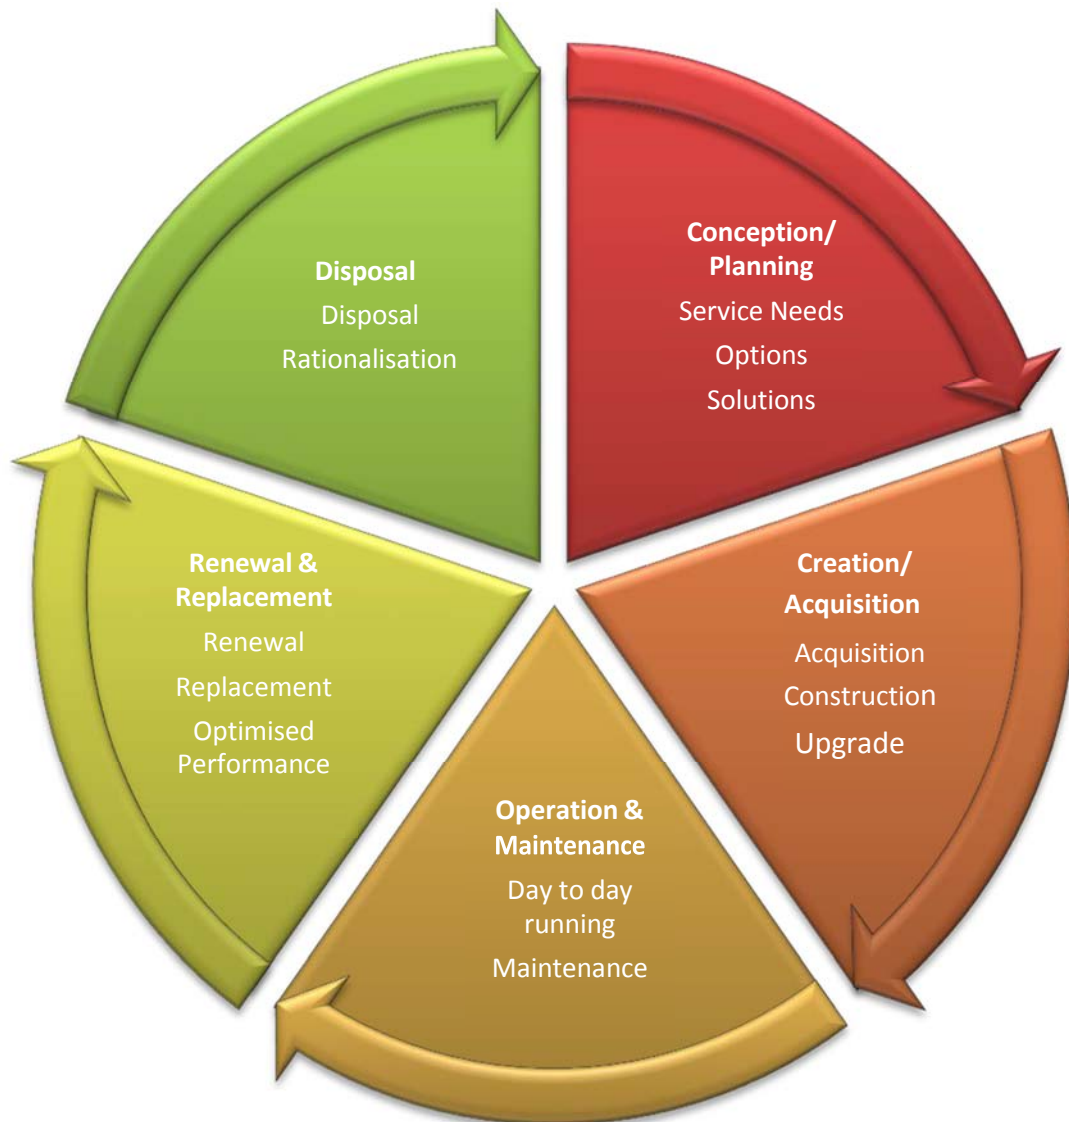 Conception/
Planning
Service Needs
Options
Solutions
Creation/
Acquisition
Acquisition
Construction
Upgrade
Operation &
Maintenance
Day to day
running
Maintenance
Renewal &
Replacement
Renewal
Replacement
Optimised
Performance
Disposal
Disposal
Rationalisation